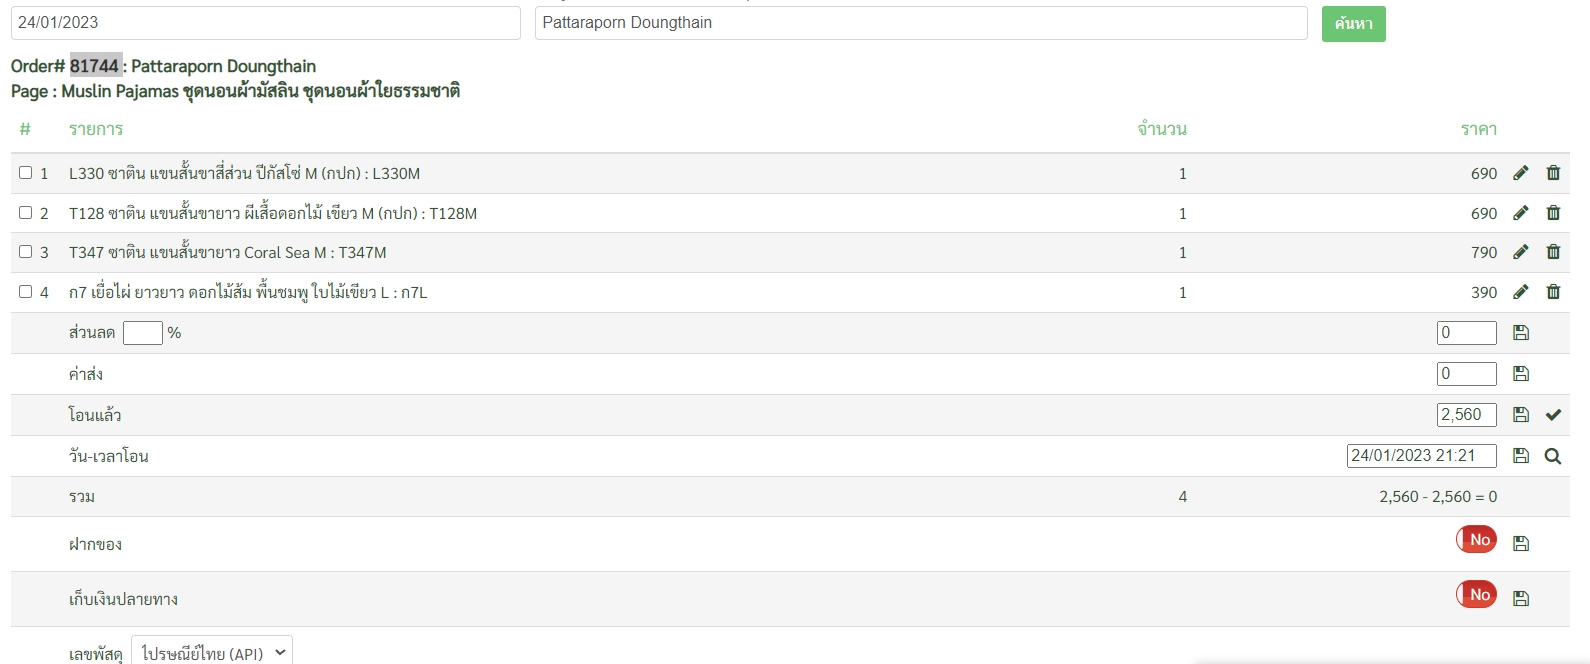 24/01/2023 Pattaraporn Doungthain ค้นหา
Order# 81744 : Pattaraporn Doungthain
Page : Muslin Pajamas ชุดนอนผ้ามัสลิน ชุดนอนผ้าใยธรรมชาติ
# รายการ จำนวน ราคา
1 L330 ซาติน แขนสั้นขาสี่ส่วน ปีกัสโซ่ M (กปก) : L330M 1 690
2 T128 ซาติน แขนสั้นขายาว ผีเสื้อดอกไม้ เขียว M (กปก) : T128M 1 690
3 T347 ซาติน แขนสั้นขายาว Coral Sea M : T347M 1 790
4 ก7 เยื่อไผ่ ยาวยาว ดอกไม้ส้ม พื้นชมพู ใบไม้เขียว L : ก7L 1 390
ส่วนลด % 0
ค่าส่ง 0
โอนแล้ว 2,560
วัน-เวลาโอน 24/01/2023 21:21
รวม 4 2,560 - 2,560 = 0
ฝากของ No
เก็บเงินปลายทาง No
เลขพัสดุ ไปรษณีย์ไทย (API)